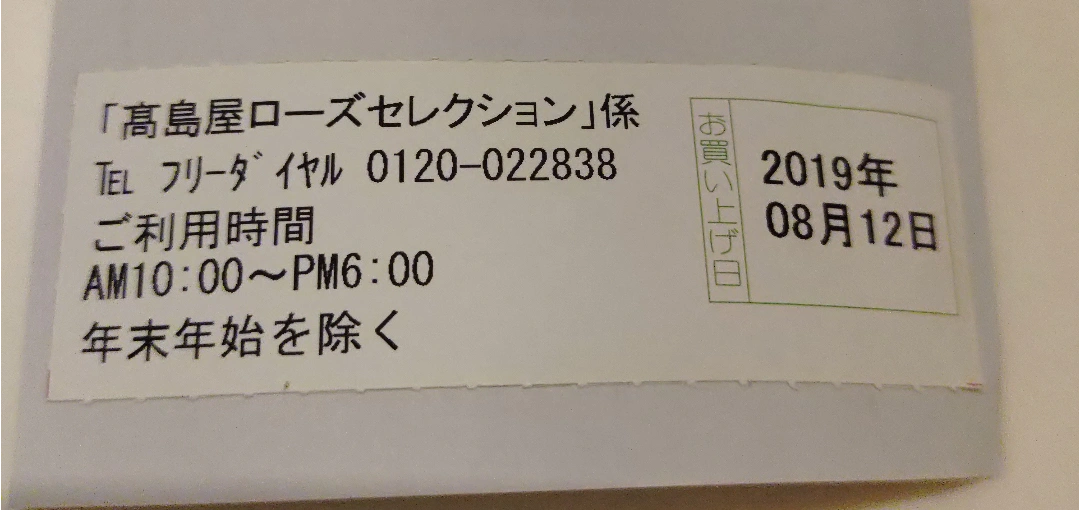 「髙島屋ローズセレクション」係
TEL フリーダイヤル 0120-022838
ご利用時間
AM10:00～PM6:00
年末年始を除く
お買い上げ日
2019年
08月12日